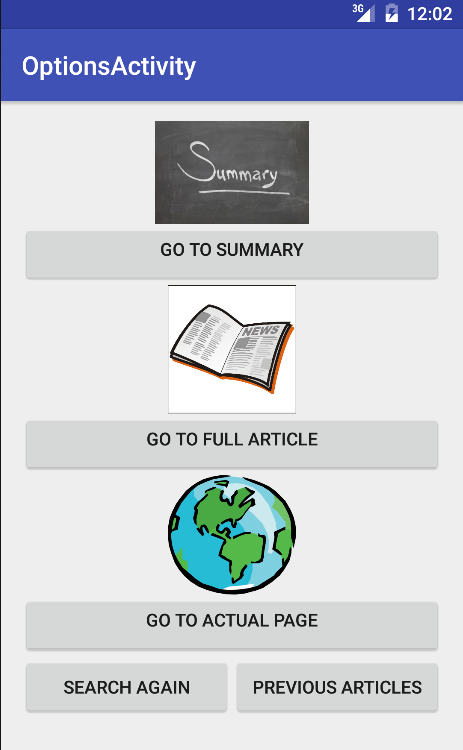 3G 12:02
OptionsActivity
Summary
GO TO SUMMARY
NEWS
GO TO FULL ARTICLE
GO TO ACTUAL PAGE
SEARCH AGAIN PREVIOUS ARTICLES